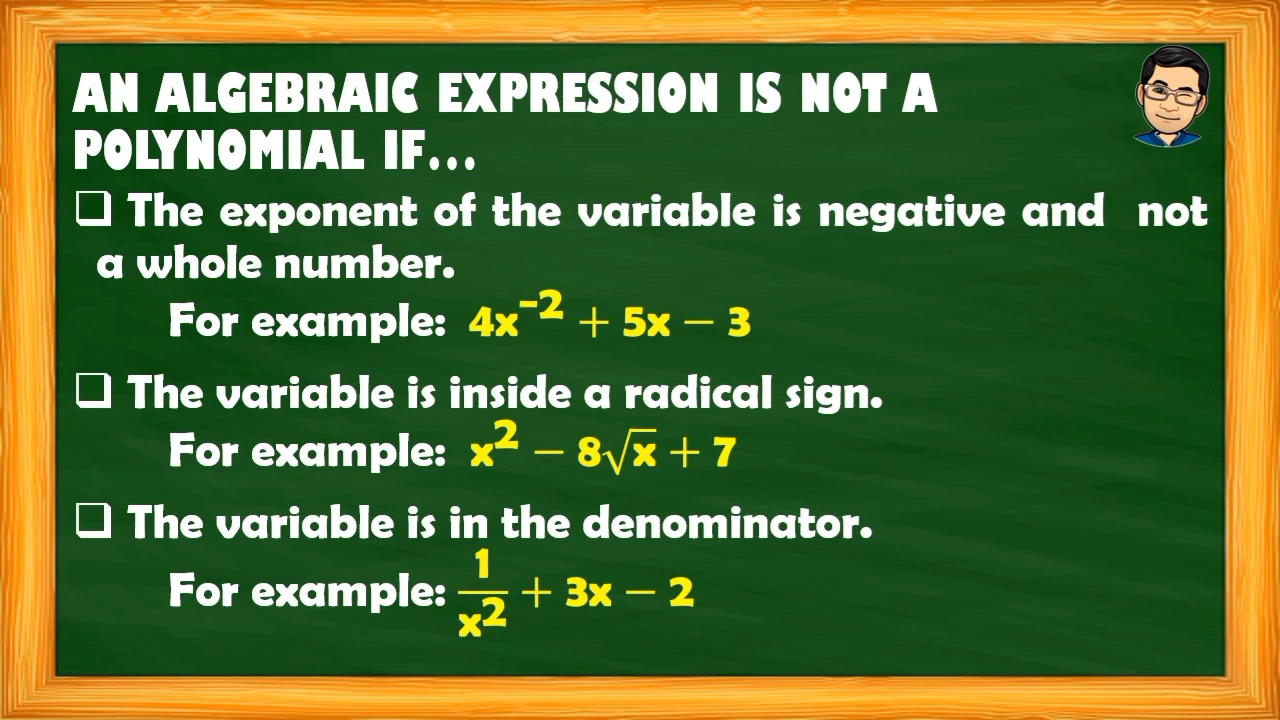 AN ALGEBRAIC EXPRESSION IS NOT A
POLYNOMIAL IF...
❑ The exponent of the variable is negative and not
a whole number.
For example: 4x⁻² + 5x − 3
❑ The variable is inside a radical sign.
For example: x² − 8√x + 7
❑ The variable is in the denominator.
For example: 1/x² + 3x − 2